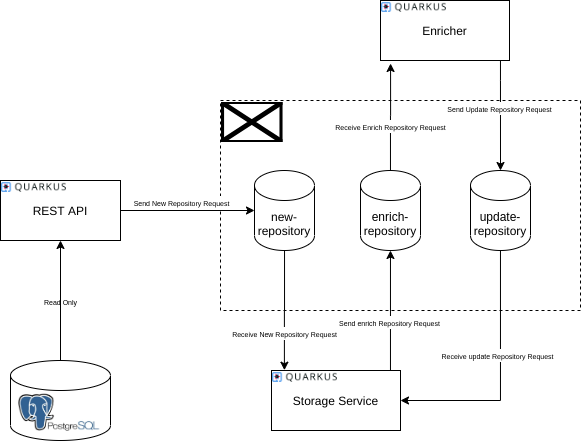 QUARKUS
Enricher
Send Update Repository Request
Receive Enrich Repository Request
QUARKUS
REST API
Send New Repository Request
new-
repository
enrich-
repository
update-
repository
Read Only
Receive New Repository Request
Send enrich Repository Request
Receive update Repository Request
QUARKUS
Storage Service
PostgreSQL